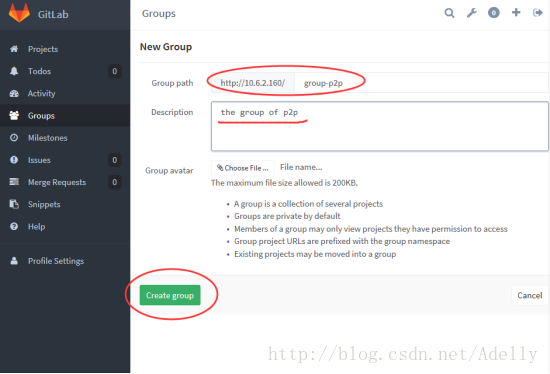 GitLab
Groups
0
New Group
Projects
Todos 0
Activity
Groups
Milestones
Issues 0
Merge Requests 0
Snippets
Help
Profile Settings
Group path http://10.6.2.160/ group-p2p
Description the group of p2p
Group avatar Choose File ... File name...
The maximum file size allowed is 200KB.
• A group is a collection of several projects
• Groups are private by default
• Members of a group may only view projects they have permission to access
• Group project URLs are prefixed with the group namespace
• Existing projects may be moved into a group
Create group Cancel
http://blog.csdn.net/Adelly